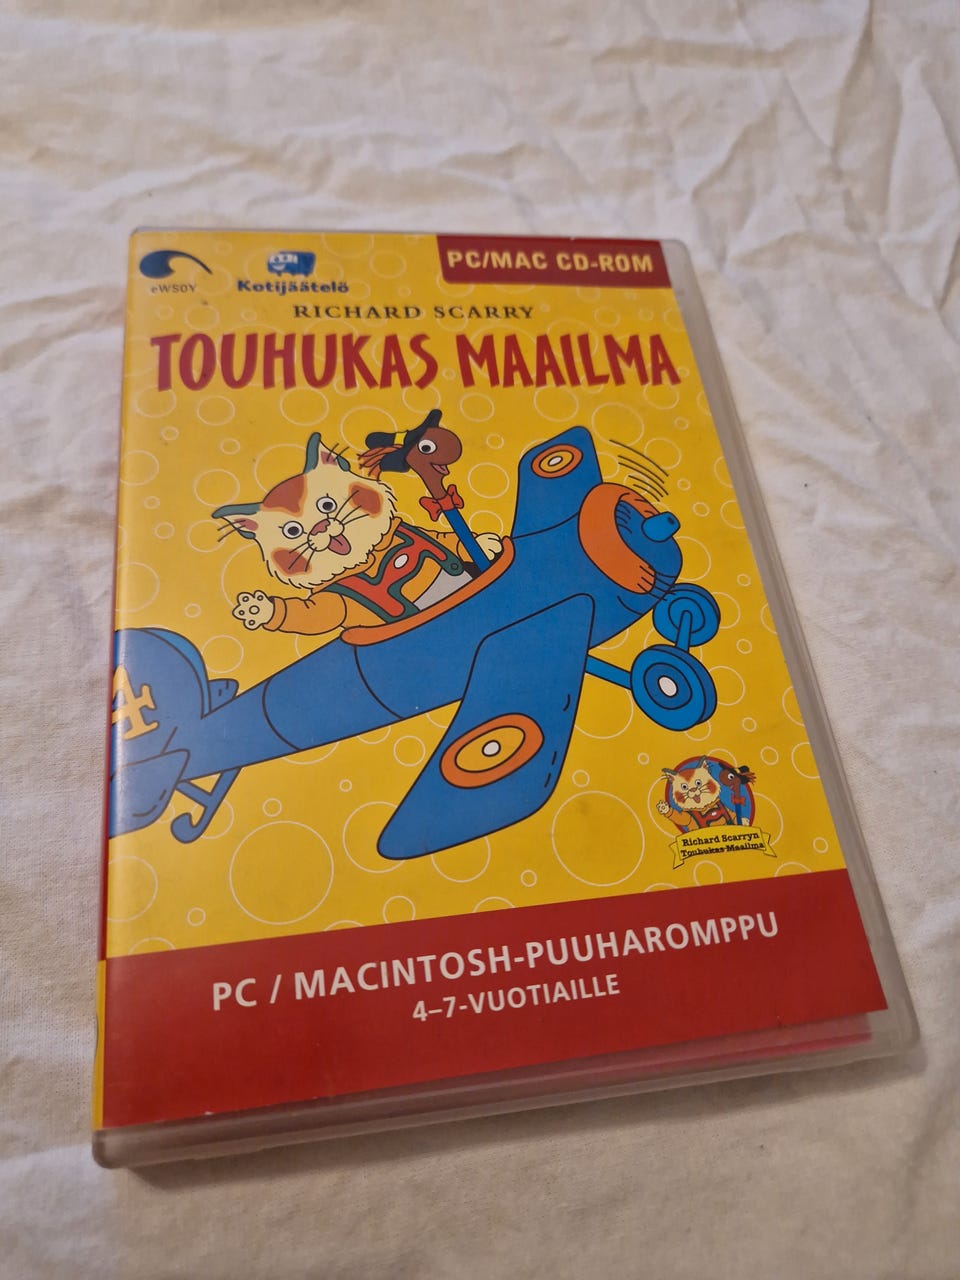 PC/MAC CD-ROM
eWSOY
Kotijäätelö
RICHARD SCARRY
TOUHUKAS MAAILMA
4
Richard Scarryn
Touhukas Maailma
PC / MACINTOSH-PUUHAROMPPU
4–7-VUOTIAILLE